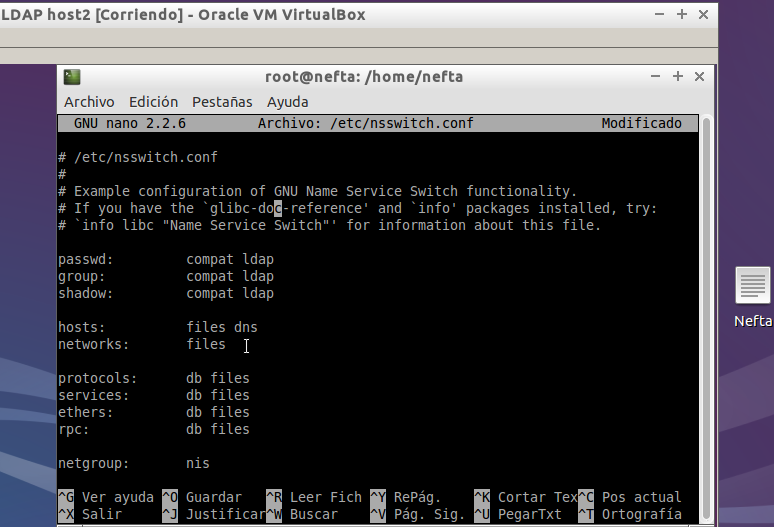 LDAP host2 [Corriendo] - Oracle VM VirtualBox
root@nefta: /home/nefta
Archivo Edición Pestañas Ayuda
GNU nano 2.2.6 Archivo: /etc/nsswitch.conf Modificado
# /etc/nsswitch.conf
#
# Example configuration of GNU Name Service Switch functionality.
# If you have the `glibc-doc-reference' and `info' packages installed, try:
# `info libc "Name Service Switch"' for information about this file.
passwd: compat ldap
group: compat ldap
shadow: compat ldap
hosts: files dns
networks: files
protocols: db files
services: db files
ethers: db files
rpc: db files
netgroup: nis
^G Ver ayuda ^O Guardar ^R Leer Fich ^Y RePág. ^K Cortar Tex ^C Pos actual
^X Salir ^J Justificar ^W Buscar ^V Pág. Sig. ^U PegarTxt ^T Ortografía
Nefta